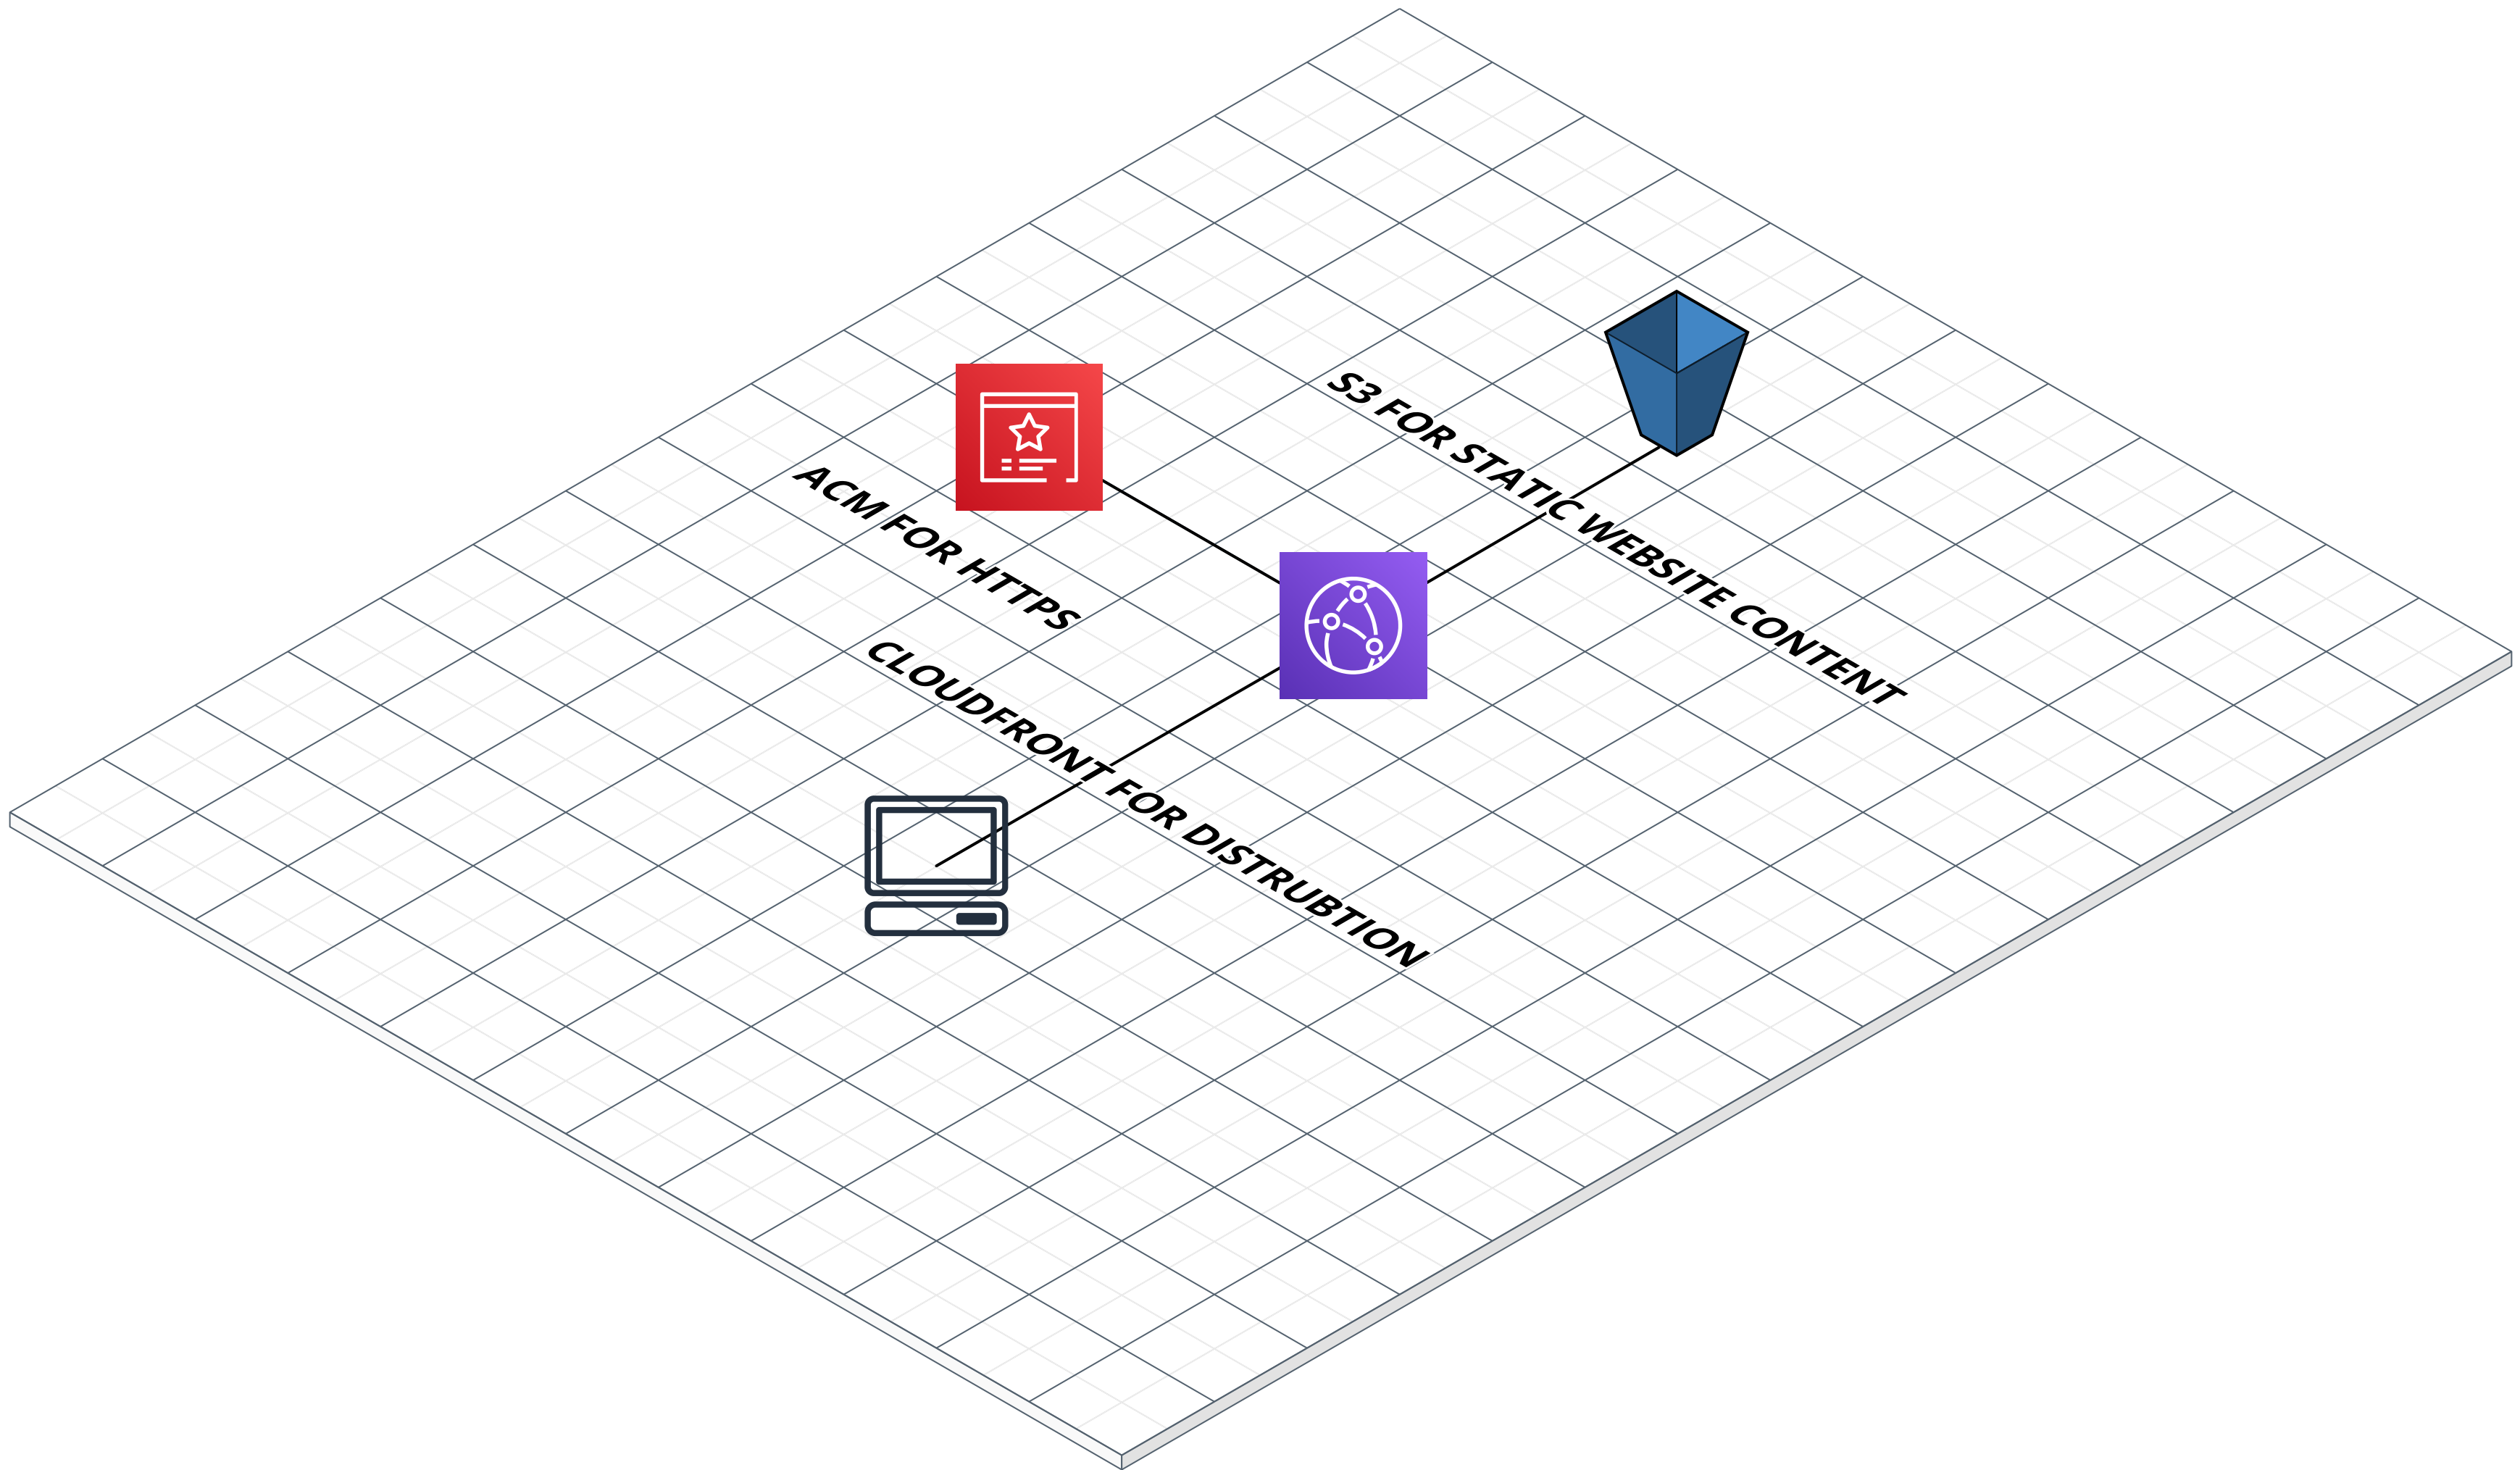 S3 FOR STATIC WEBSITE CONTENT
ACM FOR HTTPS
CLOUDFRONT FOR DISTRUBTION